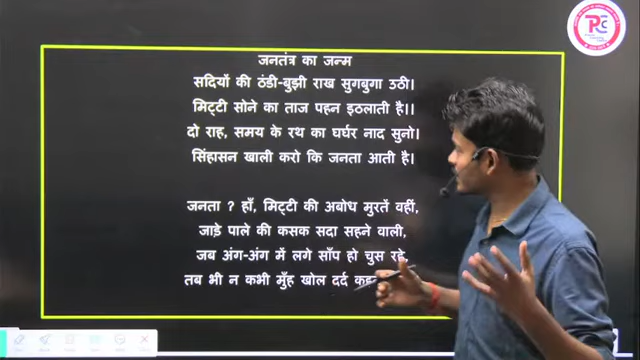 जनतंत्र का जन्म
सदियों की ठंडी-बुझी राख सुगबुगा उठी।
मिट्टी सोने का ताज पहन इठलाती है।।
दो राह, समय के रथ का घर्घर नाद सुनो।
सिंहासन खाली करो कि जनता आती है।
जनता ? हाँ, मिट्टी की अबोध मुरतें वहीं,
जाड़े पाले की कसक सदा सहने वाली,
जब अंग-अंग में लगे साँप हो चुस रहे,
तब भी न कभी मुँह खोल दर्द